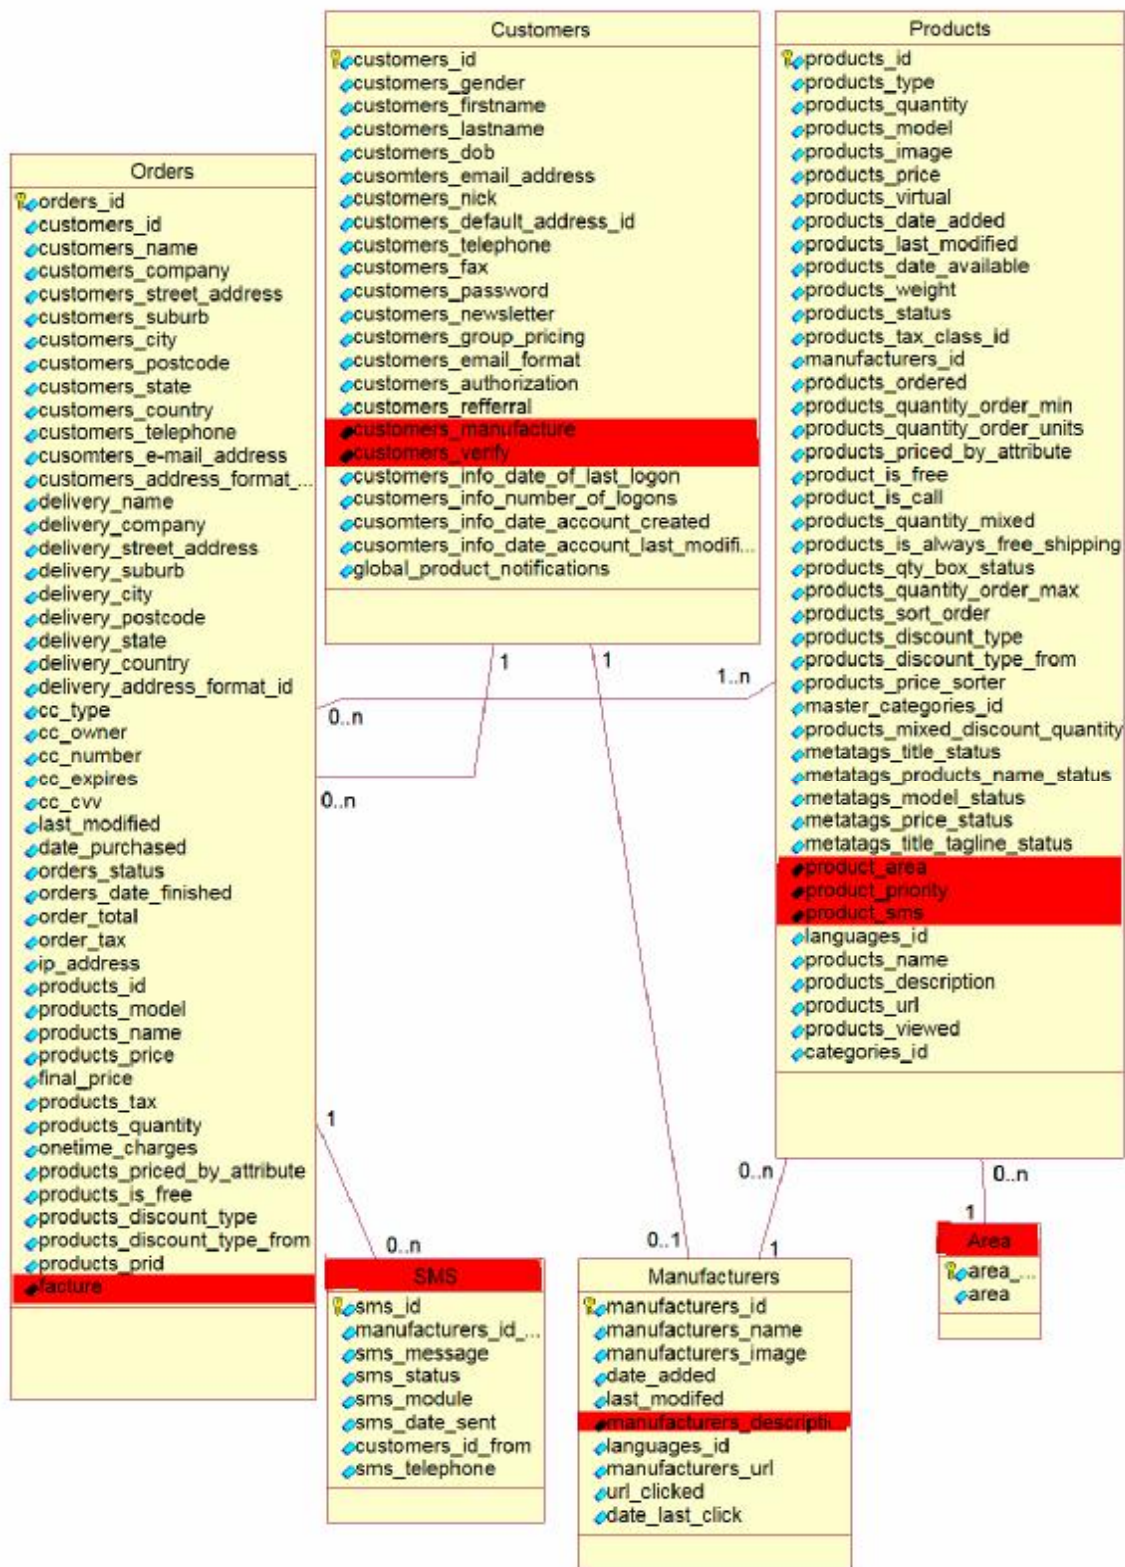 Customers
customers_id
customers_gender
customers_firstname
customers_lastname
customers_dob
cusomters_email_address
customers_nick
customers_default_address_id
customers_telephone
customers_fax
customers_password
customers_newsletter
customers_group_pricing
customers_email_format
customers_authorization
customers_refferral
customers_manufacture
customers_verify
customers_info_date_of_last_logon
customers_info_number_of_logons
cusomters_info_date_account_created
cusomters_info_date_account_last_modifi...
global_product_notifications
Products
products_id
products_type
products_quantity
products_model
products_image
products_price
products_virtual
products_date_added
products_last_modified
products_date_available
products_weight
products_status
products_tax_class_id
manufacturers_id
products_ordered
products_quantity_order_min
products_quantity_order_units
products_priced_by_attribute
product_is_free
product_is_call
products_quantity_mixed
products_is_always_free_shipping
products_qty_box_status
products_quantity_order_max
products_sort_order
products_discount_type
products_discount_type_from
products_price_sorter
master_categories_id
products_mixed_discount_quantity
metatags_title_status
metatags_products_name_status
metatags_model_status
metatags_price_status
metatags_title_tagline_status
product_area
product_priority
product_sms
languages_id
products_name
products_description
products_url
products_viewed
categories_id
Orders
orders_id
customers_id
customers_name
customers_company
customers_street_address
customers_suburb
customers_city
customers_postcode
customers_state
customers_country
customers_telephone
cusomters_e-mail_address
customers_address_format_...
delivery_name
delivery_company
delivery_street_address
delivery_suburb
delivery_city
delivery_postcode
delivery_state
delivery_country
delivery_address_format_id
cc_type
cc_owner
cc_number
cc_expires
cc_cvv
last_modified
date_purchased
orders_status
orders_date_finished
order_total
order_tax
ip_address
products_id
products_model
products_name
products_price
final_price
products_tax
products_quantity
onetime_charges
products_priced_by_attribute
products_is_free
products_discount_type
products_discount_type_from
products_prid
facture
1
1
1..n
0..n
0..n
1
0..n
0..n
0..n
1
0..1
1
SMS
sms_id
manufacturers_id_...
sms_message
sms_status
sms_module
sms_date_sent
customers_id_from
sms_telephone
Manufacturers
manufacturers_id
manufacturers_name
manufacturers_image
date_added
last_modifed
manufacturers_descripti...
languages_id
manufacturers_url
url_clicked
date_last_click
Area
area_...
area